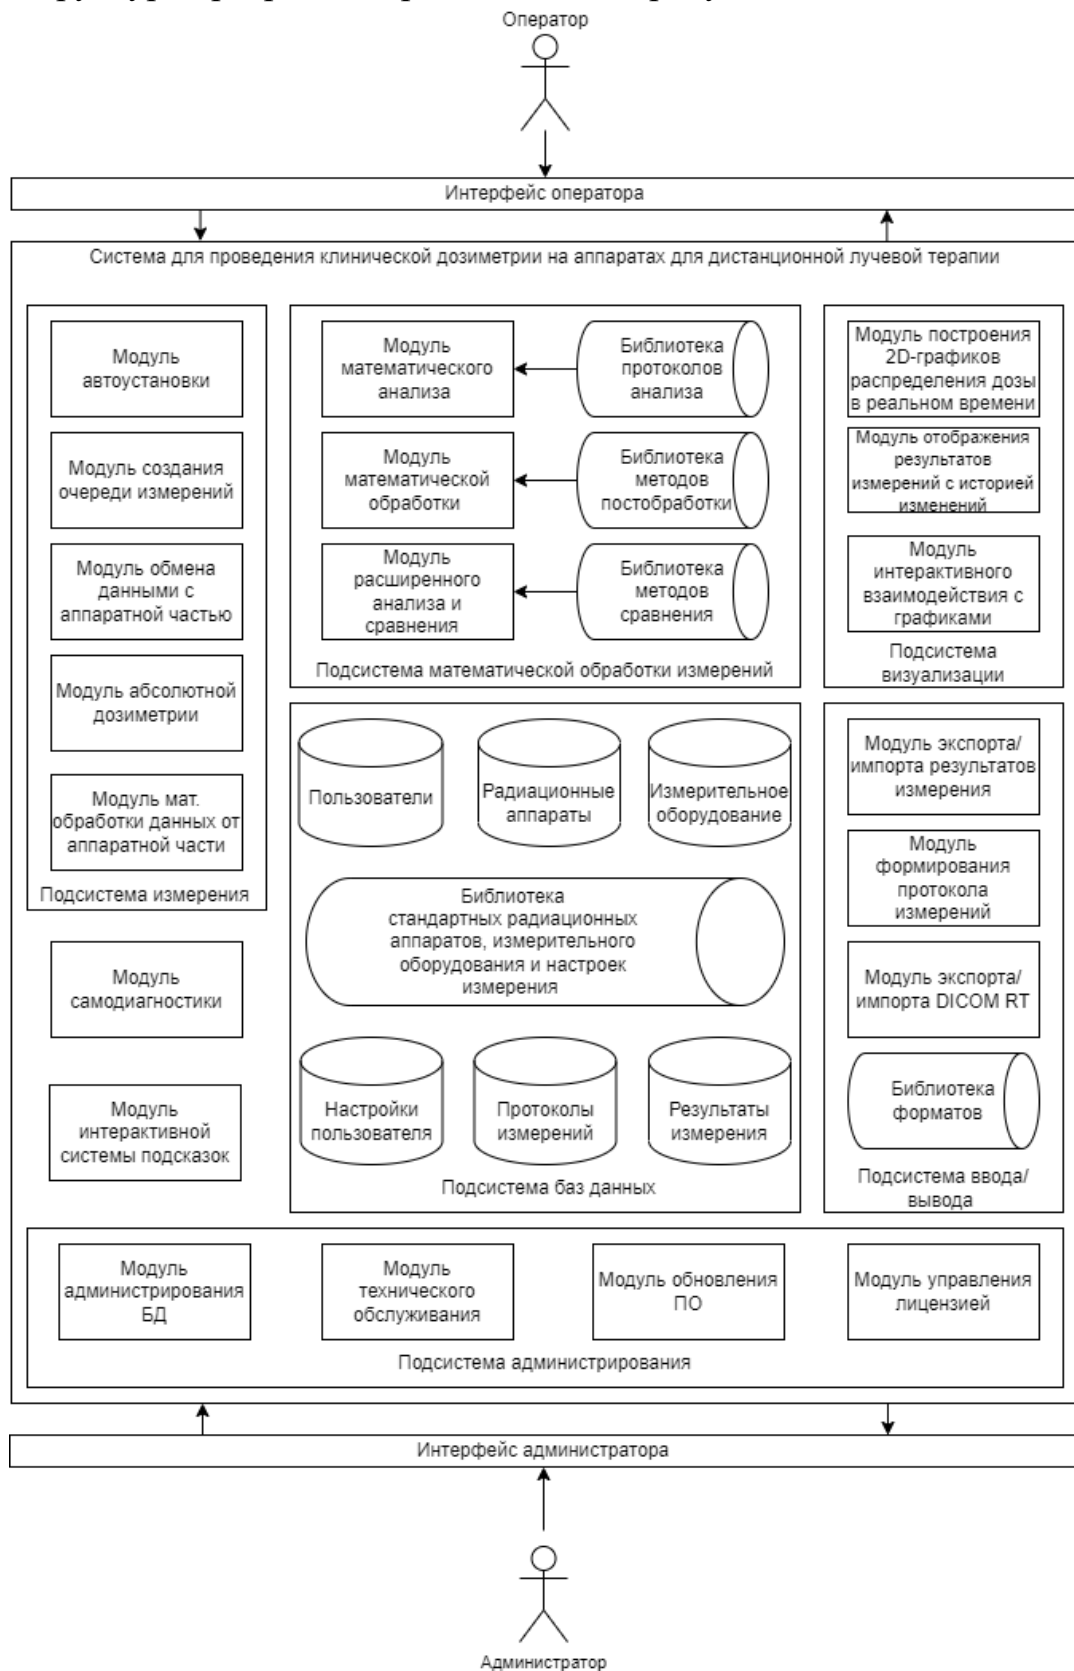 Оператор
Интерфейс оператора
Система для проведения клинической дозиметрии на аппаратах для дистанционной лучевой терапии
Модуль
автоустановки
Модуль создания
очереди измерений
Модуль обмена
данными с
аппаратной частью
Модуль абсолютной
дозиметрии
Модуль мат.
обработки данных от
аппаратной части
Подсистема измерения
Модуль
самодиагностики
Модуль
интерактивной
системы подсказок
Модуль
математического
анализа
Библиотека
протоколов
анализа
Модуль
математической
обработки
Библиотека
методов
постобработки
Модуль
расширенного
анализа и
сравнения
Библиотека
методов
сравнения
Подсистема математической обработки измерений
Модуль построения
2D-графиков
распределения дозы
в реальном времени
Модуль отображения
результатов
измерений с историей
изменений
Модуль
интерактивного
взаимодействия с
графиками
Подсистема
визуализации
Пользователи
Радиационные
аппараты
Измерительное
оборудование
Библиотека
стандартных радиационных
аппаратов, измерительного
оборудования и настроек
измерения
Настройки
пользователя
Протоколы
измерений
Результаты
измерения
Подсистема баз данных
Модуль экспорта/
импорта результатов
измерения
Модуль
формирования
протокола
измерений
Модуль экспорта/
импорта DICOM RT
Библиотека
форматов
Подсистема ввода/
вывода
Модуль
администрирования
БД
Модуль
технического
обслуживания
Модуль обновления
ПО
Модуль управления
лицензией
Подсистема администрирования
Интерфейс администратора
Администратор